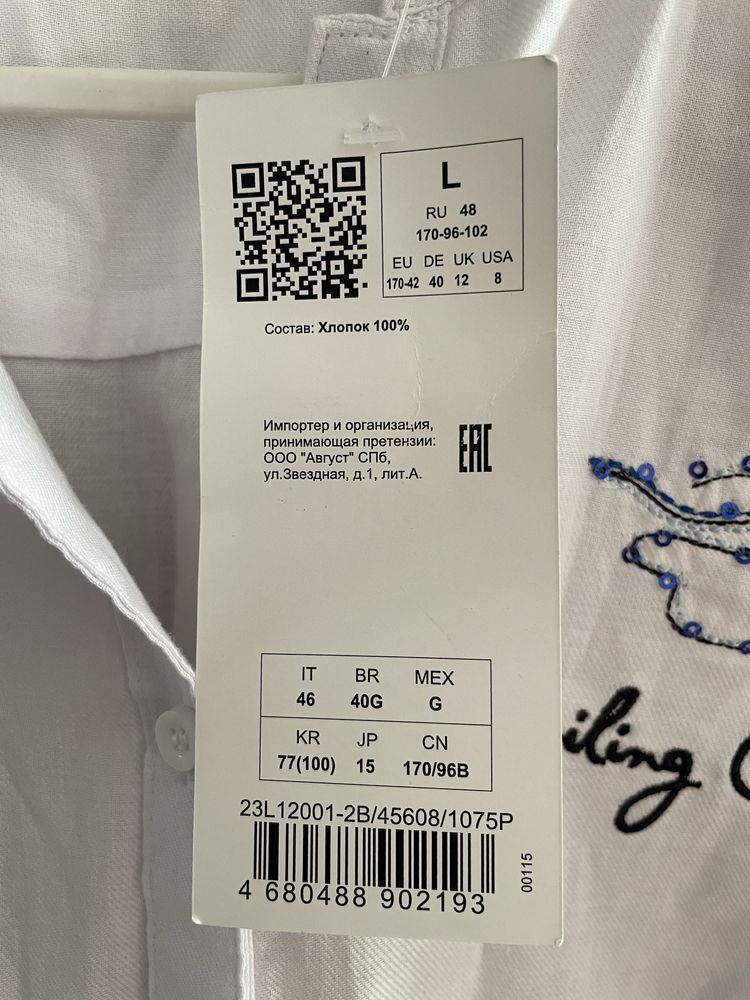 L
RU 48
170-96-102
EU DE UK USA
170-42 40 12 8
Состав: Хлопок 100%
Импортер и организация,
принимающая претензии:
ООО "Август" СПб,
ул.Звездная, д.1, лит.А.
EAC
IT BR MEX
46 40G G
KR JP CN
77(100) 15 170/96B
23L12001-2B/45608/1075P
4 680488 902193
00115